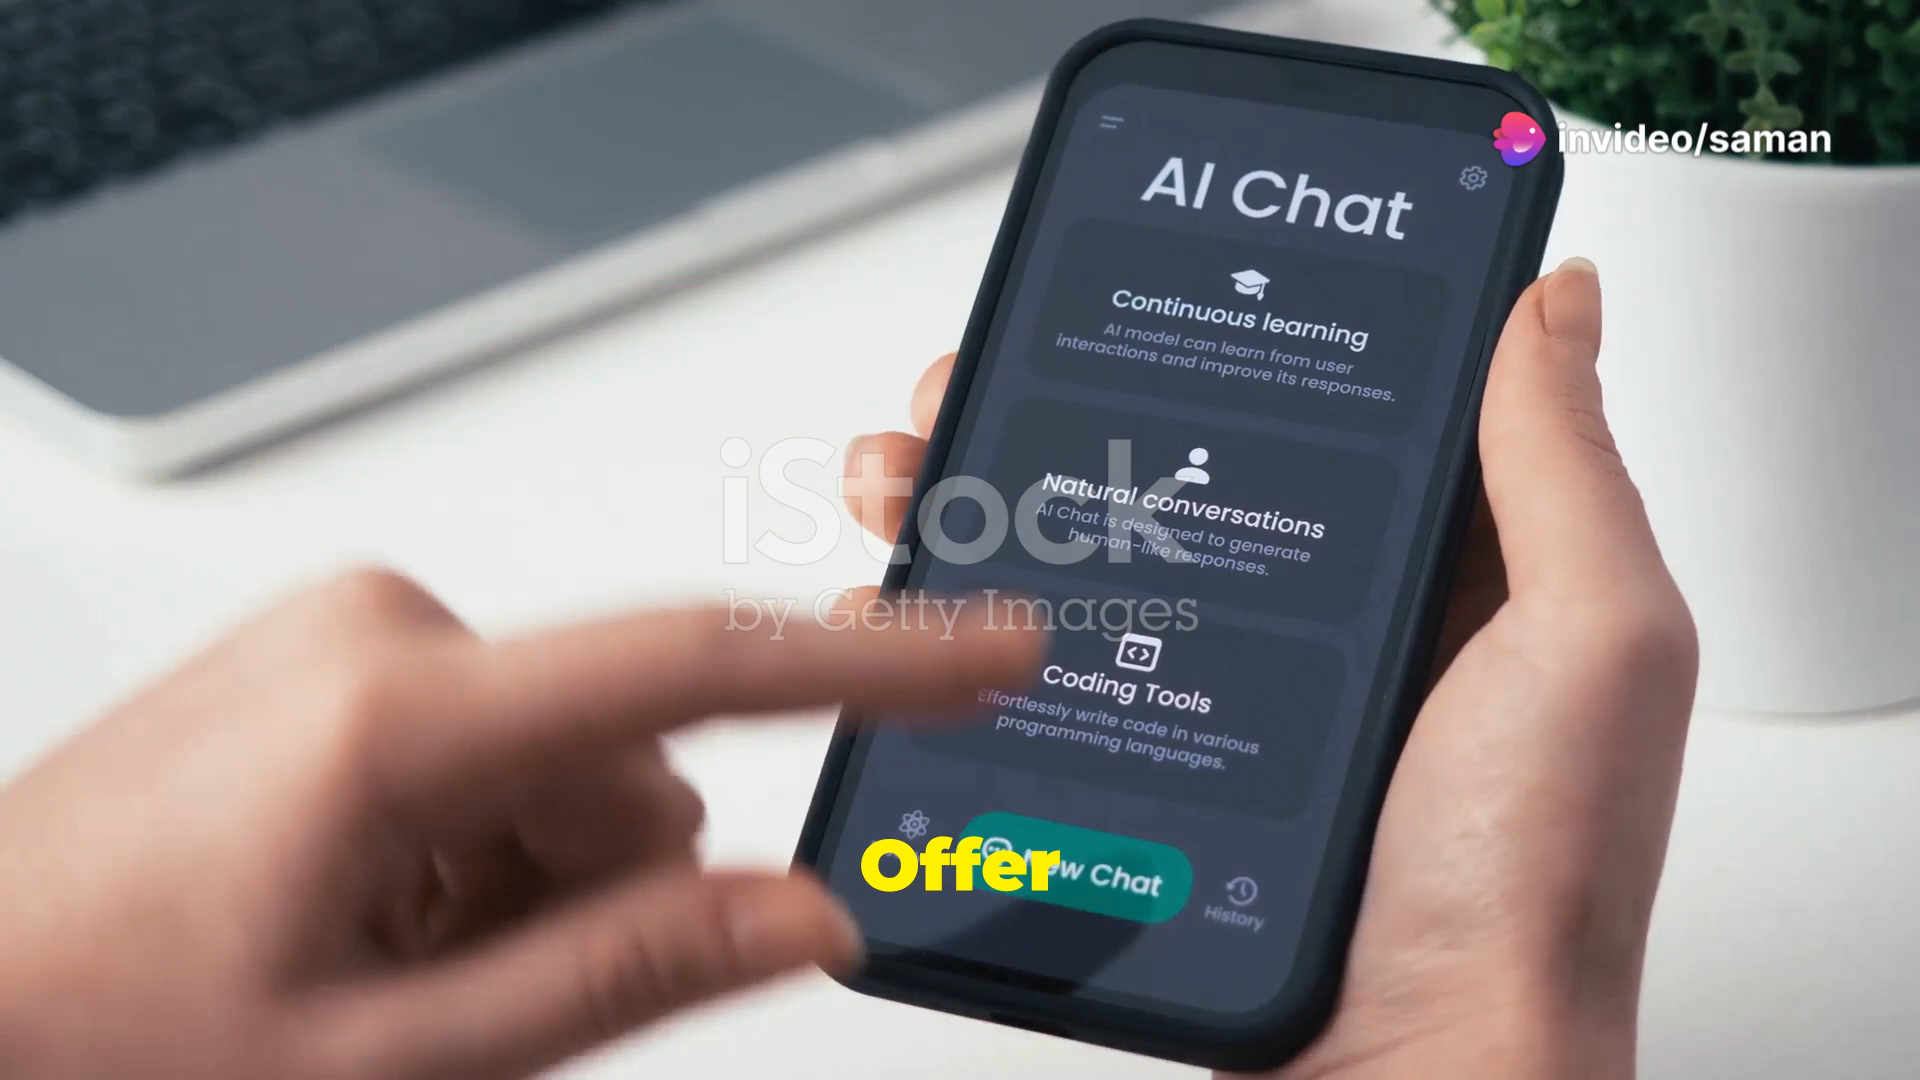 invideo/saman
AI Chat
Continuous learning
AI model can learn from user
interactions and improve its responses.
iStock
by Getty Images
Natural conversations
AI Chat is designed to generate
human-like responses.
Coding Tools
Effortlessly write code in various
programming languages.
Offer
New Chat
History